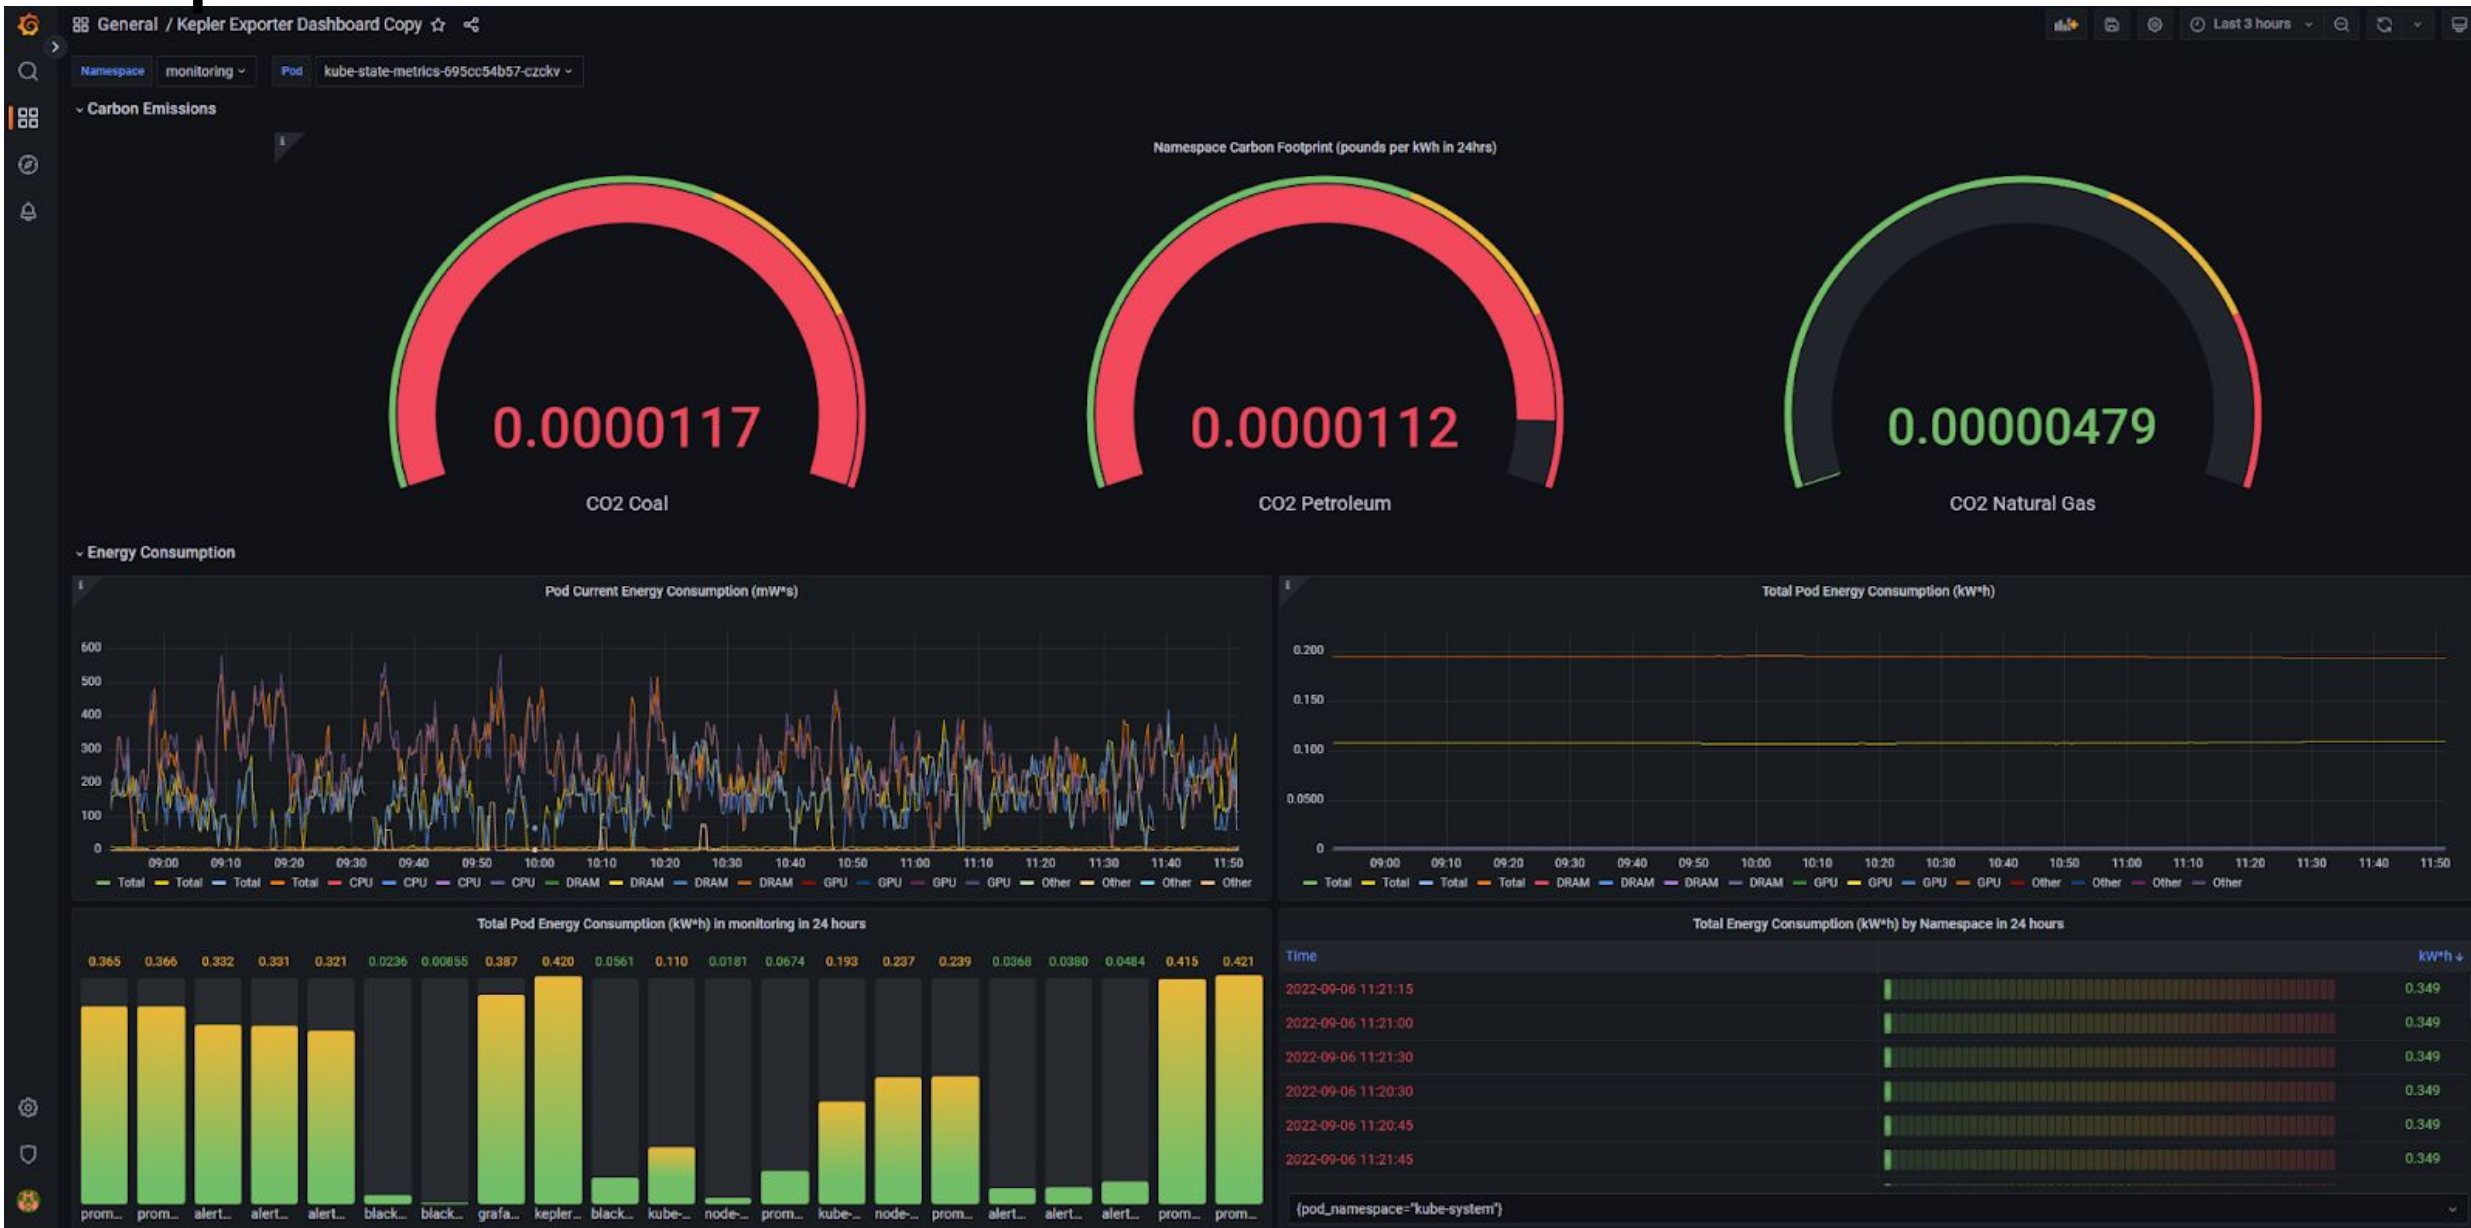 General / Kepler Exporter Dashboard Copy
Last 3 hours
Namespace monitoring Pod kube-state-metrics-695cc54b57-czckv
Carbon Emissions
Namespace Carbon Footprint (pounds per kWh in 24hrs)
0.0000117 0.0000112 0.00000479
CO2 Coal CO2 Petroleum CO2 Natural Gas
Energy Consumption
Pod Current Energy Consumption (mW*s)
600
500
400
300
200
100
0
09:00 09:10 09:20 09:30 09:40 09:50 10:00 10:10 10:20 10:30 10:40 10:50 11:00 11:10 11:20 11:30 11:40 11:50
Total Total Total Total CPU CPU CPU CPU DRAM DRAM DRAM DRAM GPU GPU GPU GPU Other Other Other Other
Total Pod Energy Consumption (kW*h)
0.200
0.150
0.100
0.0500
0
09:00 09:10 09:20 09:30 09:40 09:50 10:00 10:10 10:20 10:30 10:40 10:50 11:00 11:10 11:20 11:30 11:40 11:50
Total Total Total Total DRAM DRAM DRAM DRAM GPU GPU GPU GPU Other Other Other Other
Total Pod Energy Consumption (kW*h) in monitoring in 24 hours
0.365 0.366 0.332 0.331 0.321 0.0236 0.00855 0.387 0.420 0.0561 0.110 0.0181 0.0674 0.193 0.237 0.239 0.0368 0.0380 0.0484 0.415 0.421
prom... prom... alert... alert... alert... black... black... grafa... kepler... black... kube-... node-... prom... kube-... node-... prom... alert... alert... alert... prom... prom...
Total Energy Consumption (kW*h) by Namespace in 24 hours
Time kW*h
2022-09-06 11:21:15 0.349
2022-09-06 11:21:00 0.349
2022-09-06 11:21:30 0.349
2022-09-06 11:20:30 0.349
2022-09-06 11:20:45 0.349
2022-09-06 11:21:45 0.349
{pod_namespace="kube-system"}